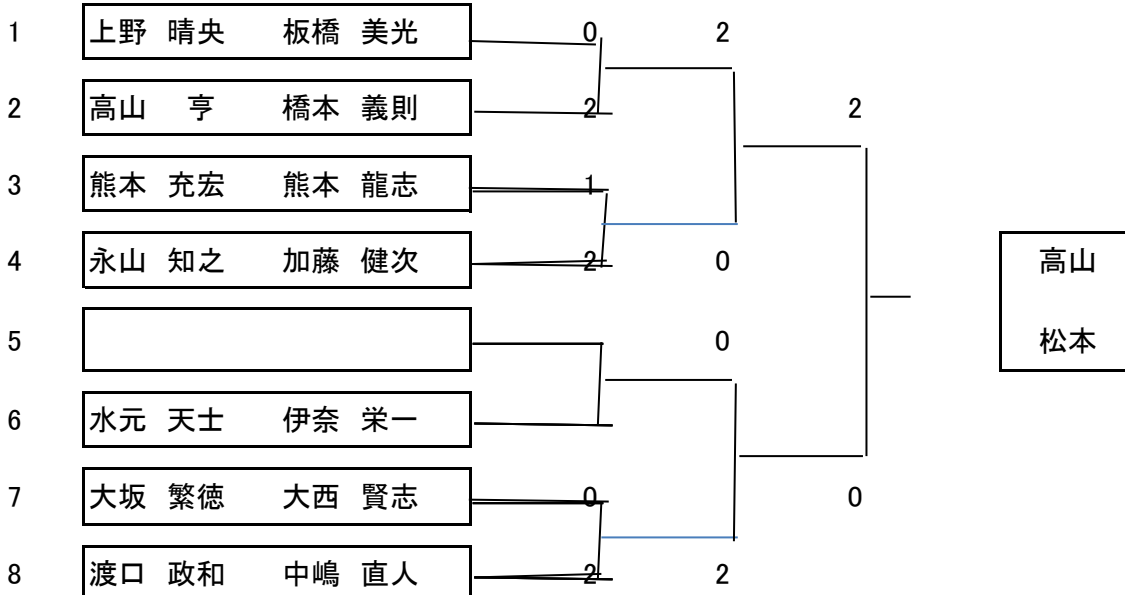 1 上野 晴央 板橋 美光 0 2
2 高山 亨 橋本 義則 2 2
3 熊本 充宏 熊本 龍志 1
4 永山 知之 加藤 健次 2 0 高山
5 0 松本
6 水元 天士 伊奈 栄一
7 大坂 繁徳 大西 賢志 0 0
8 渡口 政和 中嶋 直人 2 2